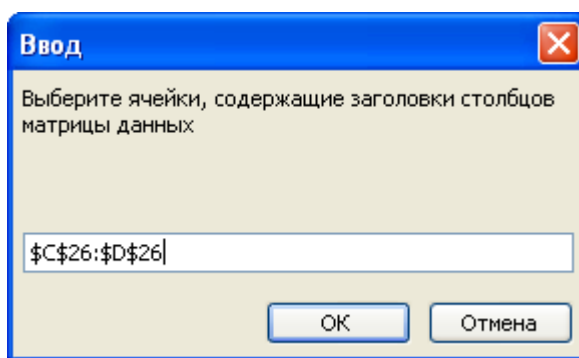 Ввод
Выберите ячейки, содержащие заголовки столбцов
матрицы данных
$C$26:$D$26
OK
Отмена